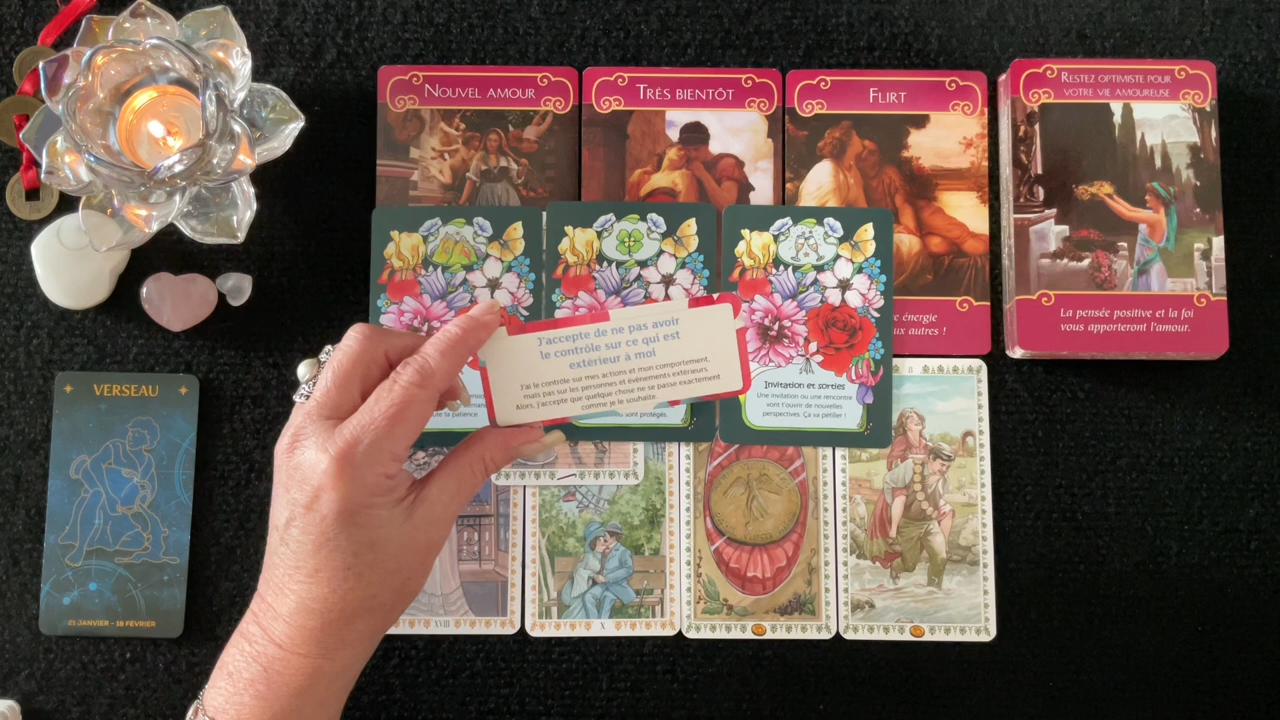 NOUVEL AMOUR
TRÈS BIENTÔT
FLIRT
RESTEZ OPTIMISTE POUR
VOTRE VIE AMOUREUSE
La pensée positive et la foi
vous apporteront l'amour.
énergie
aux autres !
J'accepte de ne pas avoir
le contrôle sur ce qui est
extérieur à moi
J'ai le contrôle sur mes actions et mon comportement,
mais pas sur les personnes et événements extérieurs.
Alors, j'accepte que quelque chose ne se passe exactement
comme je le souhaite.
la patience
sont protégés.
Invitation et sorties
Une invitation ou une rencontre
vont t'ouvrir de nouvelles
perspectives. Ça va pétiller !
VERSEAU
21 JANVIER - 18 FÉVRIER
XVIII
X